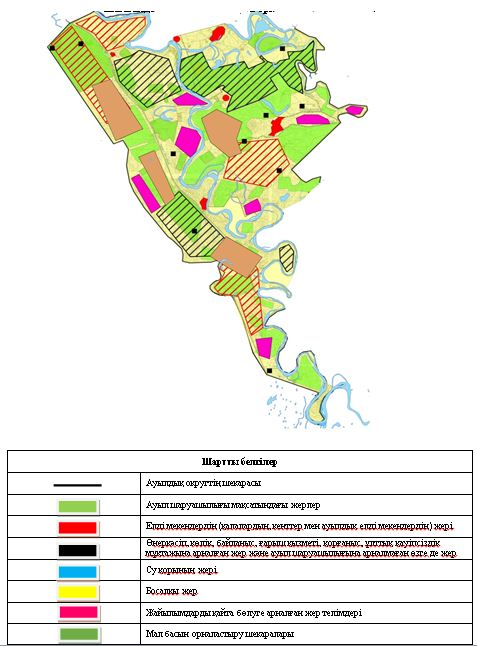 Шартты белгілер
Ауылдық округтің шекарасы
Ауыл шаруашылығы мақсатындағы жерлер
Елді мекендердің (қалалардың, кенттер мен ауылдық елді мекендердің) жері
Өнеркәсіп, көлік, байланыс, ғарыш қызметі, қорғаныс, ұлттық қауіпсіздік
мұқтажына арналған жер және ауыл шаруашылығына арналмаған өзге де жер.
Су қорының жері
Босалқы жер
Жайылымдарды қайта бөлуге арналған жер телімдері
Мал басын орналастыру шекаралары